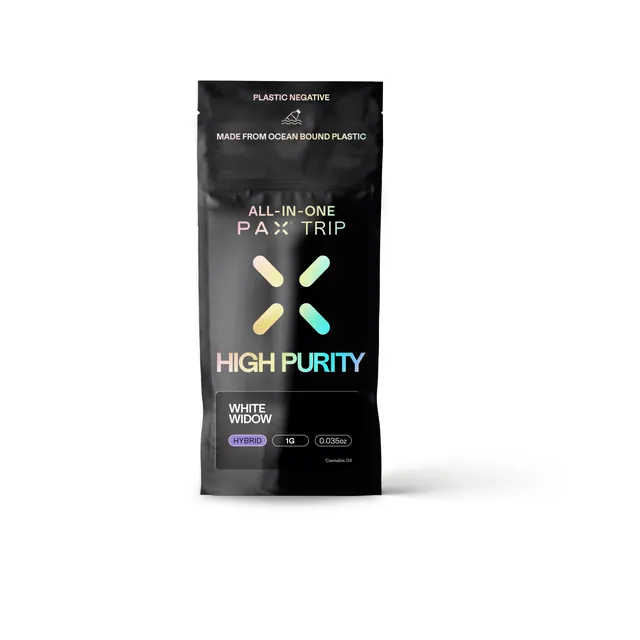 PLASTIC NEGATIVE
MADE FROM OCEAN BOUND PLASTIC
ALL-IN-ONE
PAX TRIP
HIGH PURITY
WHITE
WIDOW
HYBRID 1G 0.035oz
Cannabis Oil